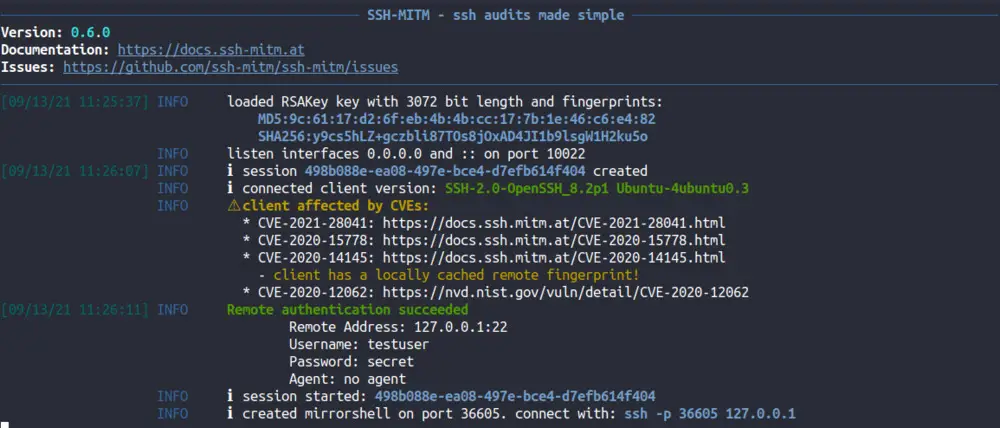 SSH-MITM - ssh audits made simple
Version: 0.6.0
Documentation: https://docs.ssh-mitm.at
Issues: https://github.com/ssh-mitm/ssh-mitm/issues
[09/13/21 11:25:37] INFO loaded RSAKey key with 3072 bit length and fingerprints:
MD5:9c:61:17:d2:6f:eb:4b:4b:cc:17:7b:1e:46:c6:e4:82
SHA256:y9cs5hLZ+gczbli87TOs8jOxAD4JI1b9lsgW1H2ku5o
INFO listen interfaces 0.0.0.0 and :: on port 10022
[09/13/21 11:26:07] INFO ℹ session 498b088e-ea08-497e-bce4-d7efb614f404 created
INFO ℹ connected client version: SSH-2.0-OpenSSH_8.2p1 Ubuntu-4ubuntu0.3
INFO ⚠client affected by CVEs:
* CVE-2021-28041: https://docs.ssh.mitm.at/CVE-2021-28041.html
* CVE-2020-15778: https://docs.ssh.mitm.at/CVE-2020-15778.html
* CVE-2020-14145: https://docs.ssh.mitm.at/CVE-2020-14145.html
- client has a locally cached remote fingerprint!
* CVE-2020-12062: https://nvd.nist.gov/vuln/detail/CVE-2020-12062
[09/13/21 11:26:11] INFO Remote authentication succeeded
Remote Address: 127.0.0.1:22
Username: testuser
Password: secret
Agent: no agent
INFO ℹ session started: 498b088e-ea08-497e-bce4-d7efb614f404
INFO ℹ created mirrorshell on port 36605. connect with: ssh -p 36605 127.0.0.1